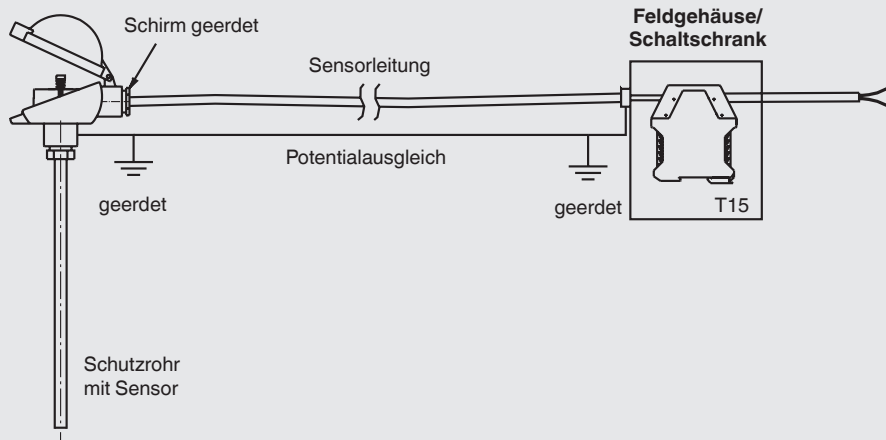 Schirm geerdet
Feldgehäuse/
Schaltschrank
Sensorleitung
Potentialausgleich
geerdet
geerdet
T15
Schutzrohr
mit Sensor